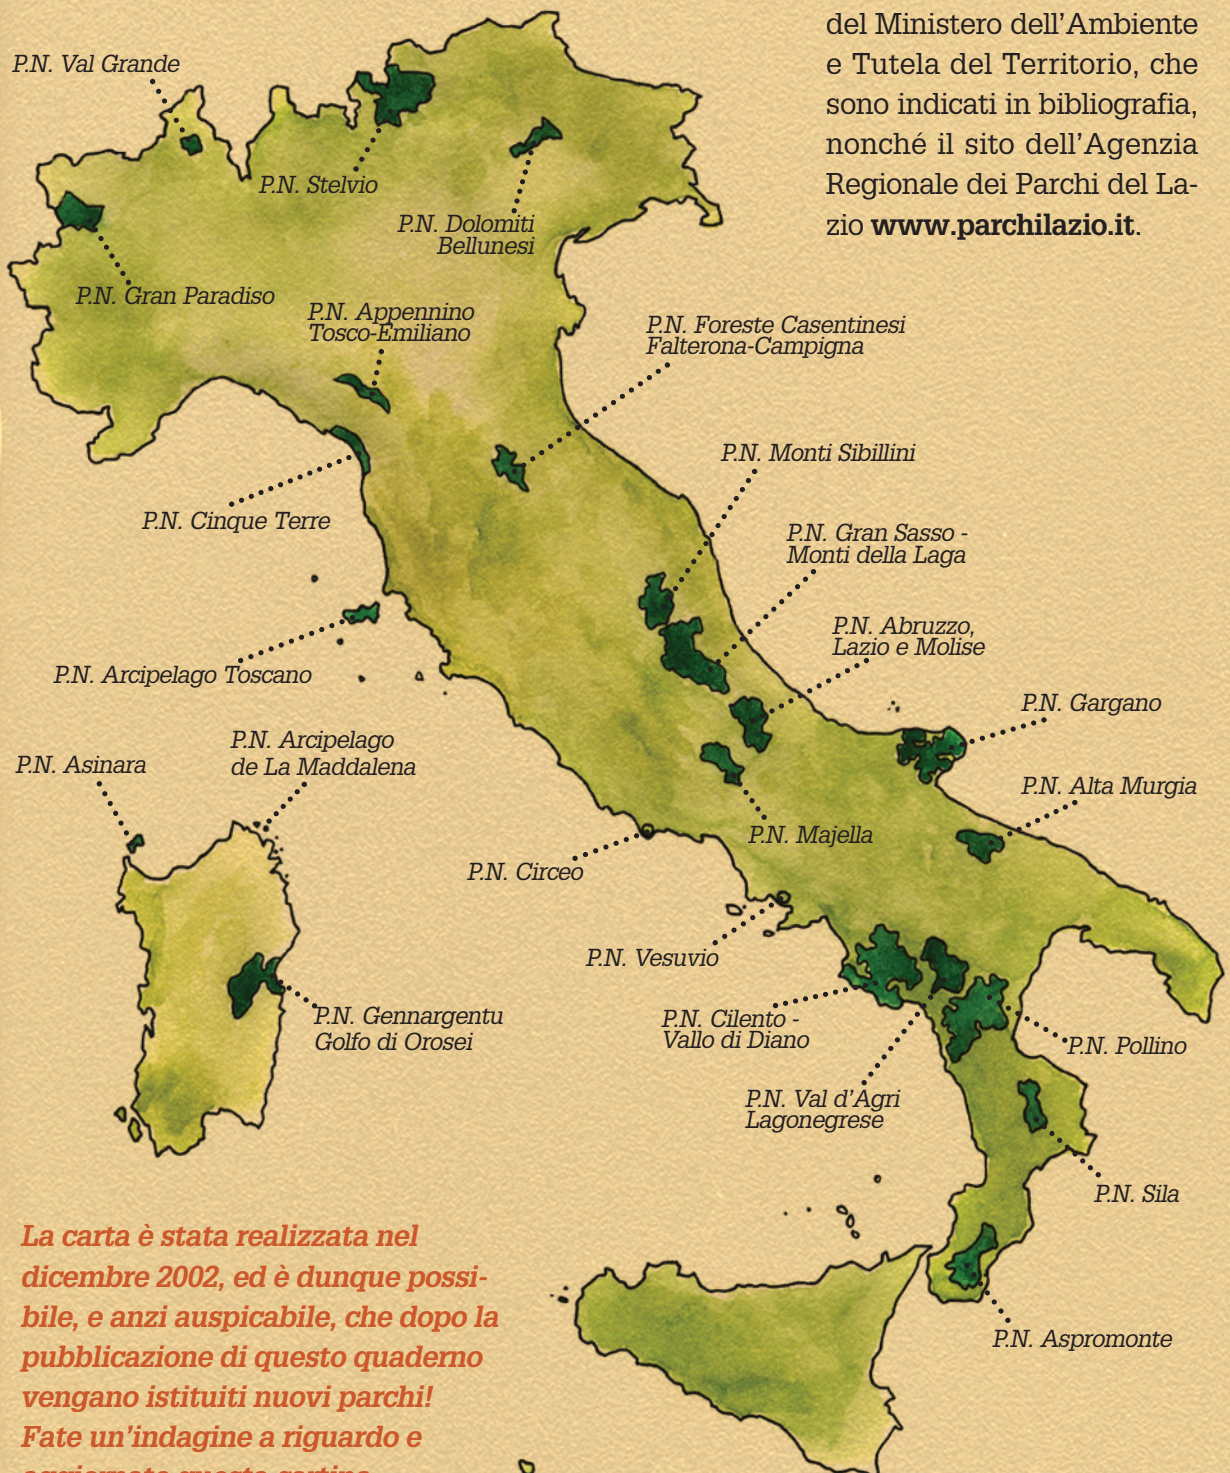 del Ministero dell’Ambiente
e Tutela del Territorio, che
sono indicati in bibliografia,
nonché il sito dell’Agenzia
Regionale dei Parchi del La-
zio www.parchilazio.it.
P.N. Val Grande
P.N. Stelvio
P.N. Dolomiti
Bellunesi
P.N. Gran Paradiso
P.N. Appennino
Tosco-Emiliano
P.N. Foreste Casentinesi
Falterona-Campigna
P.N. Monti Sibillini
P.N. Cinque Terre
P.N. Gran Sasso -
Monti della Laga
P.N. Abruzzo,
Lazio e Molise
P.N. Arcipelago Toscano
P.N. Gargano
P.N. Arcipelago
de La Maddalena
P.N. Asinara
P.N. Alta Murgia
P.N. Majella
P.N. Circeo
P.N. Vesuvio
P.N. Gennargentu
Golfo di Orosei
P.N. Cilento -
Vallo di Diano
P.N. Pollino
P.N. Val d’Agri
Lagonegrese
P.N. Sila
P.N. Aspromonte
La carta è stata realizzata nel
dicembre 2002, ed è dunque possi-
bile, e anzi auspicabile, che dopo la
pubblicazione di questo quaderno
vengano istituiti nuovi parchi!
Fate un’indagine a riguardo e
aggiornate questa cartina